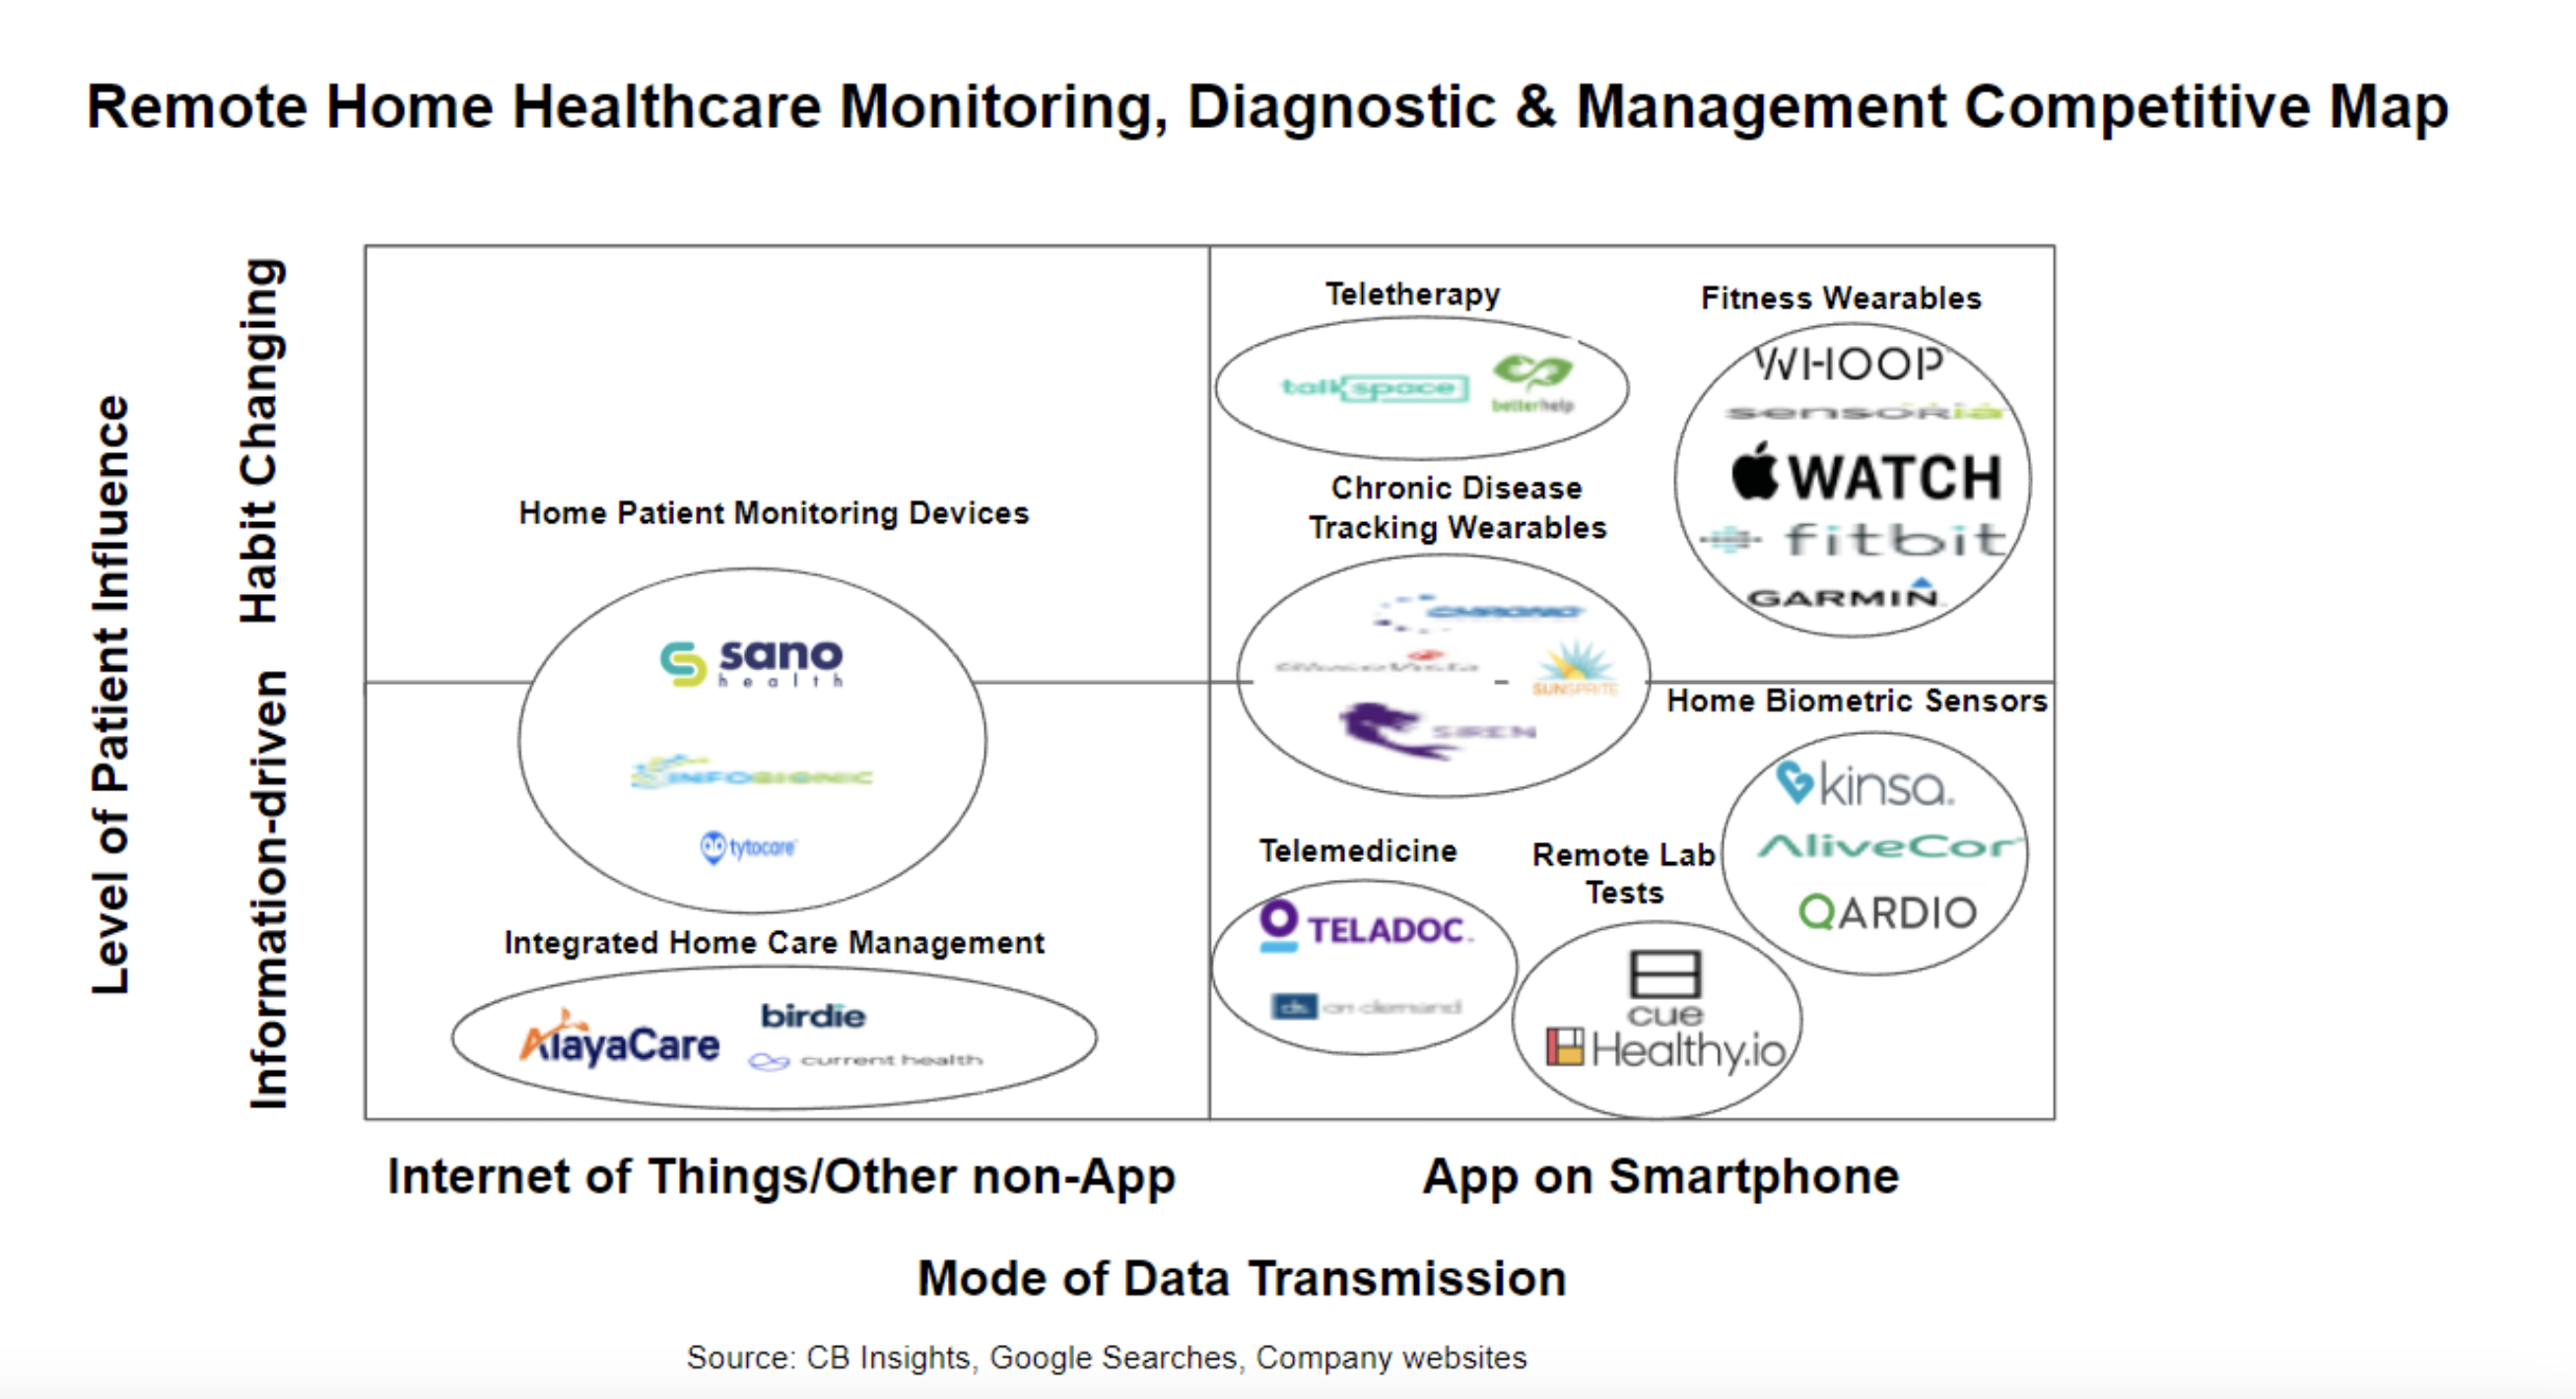 Remote Home Healthcare Monitoring, Diagnostic & Management Competitive Map
Level of Patient Influence
Habit Changing
Information-driven
Teletherapy
talkspace
betterhelp
Fitness Wearables
WHOOP
sensoria
WATCH
fitbit
GARMIN
Home Patient Monitoring Devices
sano
health
INFOBIONIC
tytocare
Chronic Disease
Tracking Wearables
CHRONO
SUNSPRITE
SIREN
Home Biometric Sensors
kinsa.
AliveCor
QARDIO
Telemedicine
TELADOC.
on demand
Remote Lab
Tests
cue
Healthy.io
Integrated Home Care Management
AlayaCare
birdie
current health
Internet of Things/Other non-App
App on Smartphone
Mode of Data Transmission
Source: CB Insights, Google Searches, Company websites